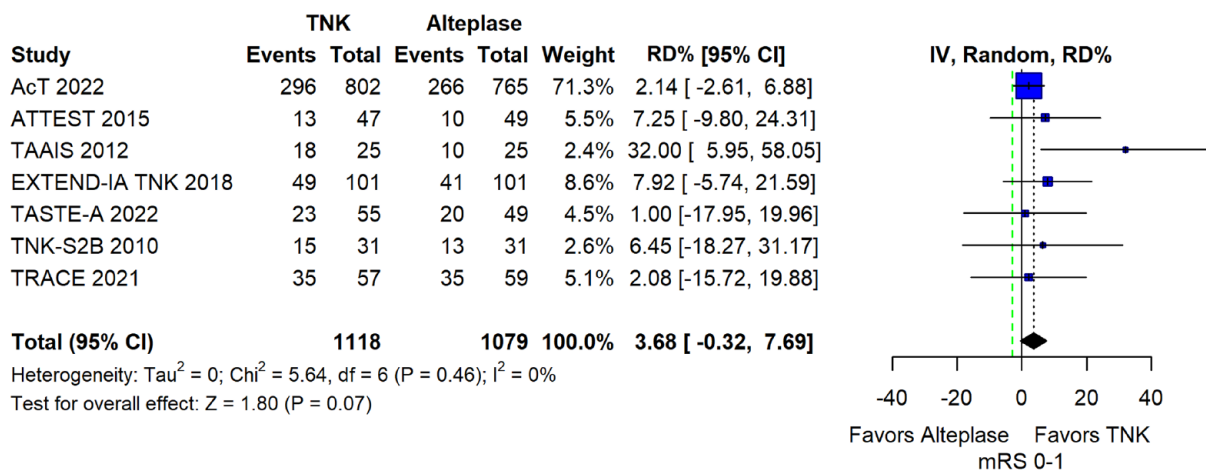 TNK Alteplase
Study Events Total Events Total Weight RD% [95% CI] IV, Random, RD%
AcT 2022 296 802 266 765 71.3% 2.14 [ -2.61, 6.88]
ATTEST 2015 13 47 10 49 5.5% 7.25 [ -9.80, 24.31]
TAAIS 2012 18 25 10 25 2.4% 32.00 [ 5.95, 58.05]
EXTEND-IA TNK 2018 49 101 41 101 8.6% 7.92 [ -5.74, 21.59]
TASTE-A 2022 23 55 20 49 4.5% 1.00 [-17.95, 19.96]
TNK-S2B 2010 15 31 13 31 2.6% 6.45 [-18.27, 31.17]
TRACE 2021 35 57 35 59 5.1% 2.08 [-15.72, 19.88]
Total (95% CI) 1118 1079 100.0% 3.68 [ -0.32, 7.69]
Heterogeneity: Tau² = 0; Chi² = 5.64, df = 6 (P = 0.46); I² = 0%
Test for overall effect: Z = 1.80 (P = 0.07)
-40 -20 0 20 40
Favors Alteplase Favors TNK
mRS 0-1